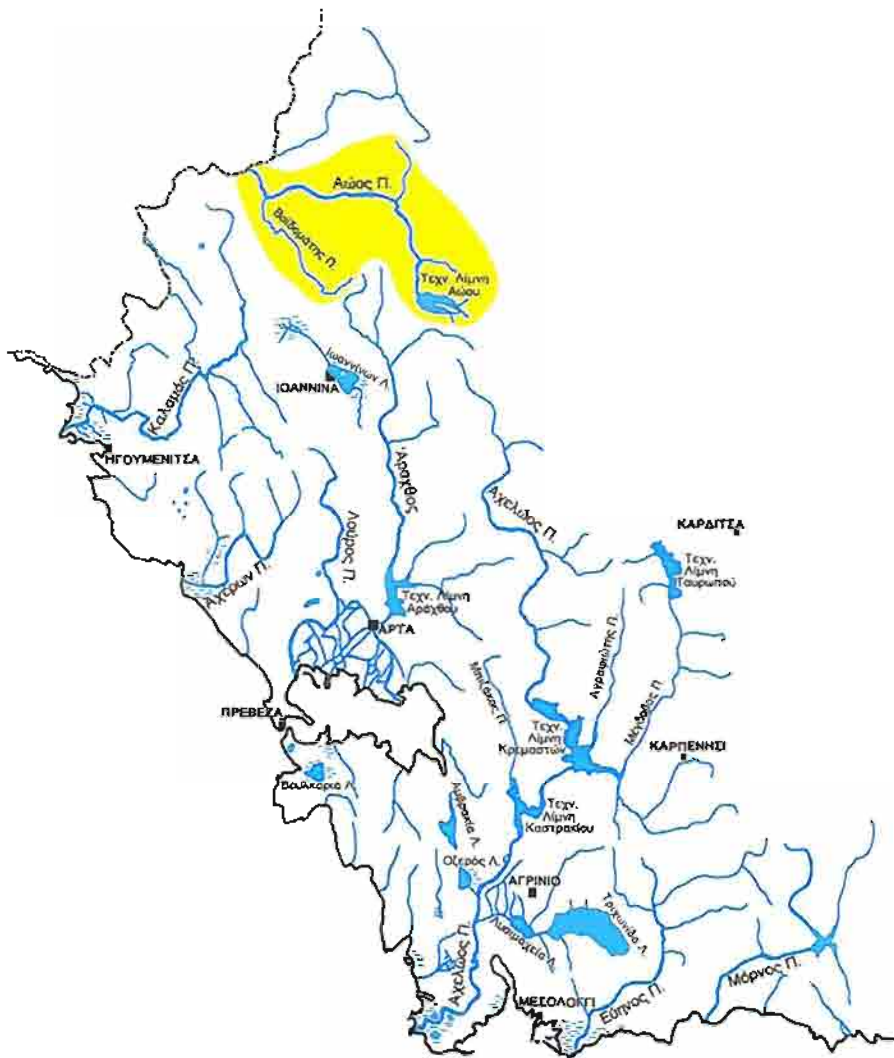 Αώος Π.
Βοϊδομάτης Π.
Τεχν. Λίμνη
Αώου
Ιωαννίνων Λ.
ΙΩΑΝΝΙΝΑ
Καλαμάς Π.
ΗΓΟΥΜΕΝΙΤΣΑ
Άραχθος
Αχελώος Π.
ΚΑΡΔΙΤΣΑ
Τεχν.
Λίμνη
Ταυρωπού
Λούρος Π.
Αχέρων Π.
Τεχν. Λίμνη
Αράχθου
ΑΡΤΑ
Αγραφιώτης Π.
Μέγδοβας Π.
Μπιζάκος Π.
ΠΡΕΒΕΖΑ
Τεχν.
Λίμνη
Κρεμαστών
ΚΑΡΠΕΝΗΣΙ
Βουλκαριά Λ.
Αμβρακία Λ.
Τεχν.
Λίμνη
Καστρακίου
Οζερός Λ.
ΑΓΡΙΝΙΟ
Τριχωνίδα Λ.
Λυσιμαχεία Λ.
Αχελώος Π.
ΜΕΣΟΛΟΓΓΙ
Εύηνος Π.
Μόρνος Π.